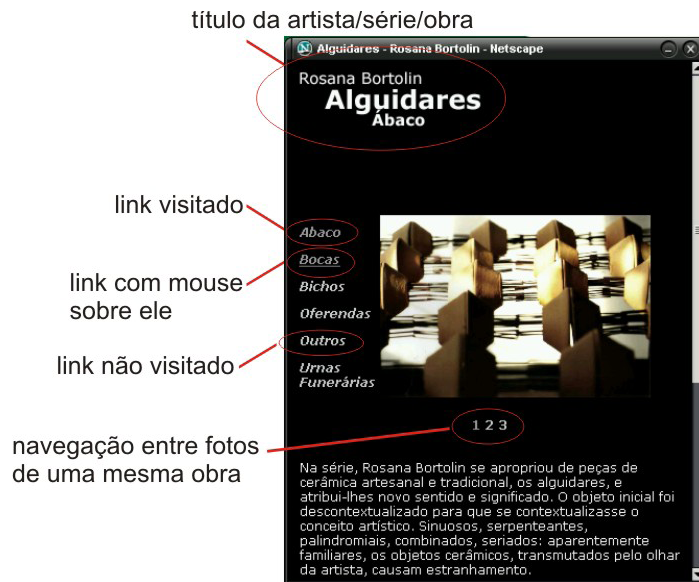 título da artista/série/obra
Alguidares - Rosana Bortolin - Netscape
Rosana Bortolin
Alguidares
Ábaco
link visitado
Abaco
link com mouse
sobre ele
Bocas
Bichos
Oferendas
link não visitado
Outros
Urnas
Funerárias
navegação entre fotos
de uma mesma obra
1 2 3
Na série, Rosana Bortolin se apropriou de peças de
cerâmica artesanal e tradicional, os alguidares, e
atribui-lhes novo sentido e significado. O objeto inicial foi
descontextualizado para que se contextualizasse o
conceito artístico. Sinuosos, serpenteantes,
palindromiais, combinados, seriados: aparentemente
familiares, os objetos cerâmicos, transmutados pelo olhar
da artista, causam estranhamento.